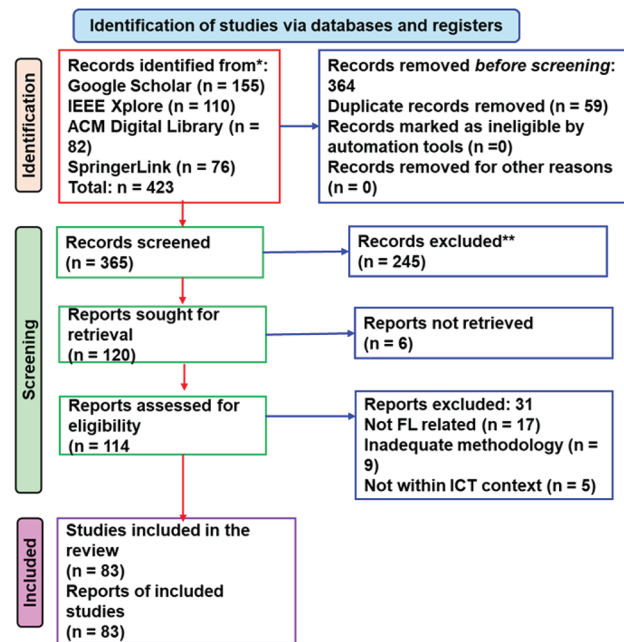 Identification of studies via databases and registers
Identification
Records identified from*:
Google Scholar (n = 155)
IEEE Xplore (n = 110)
ACM Digital Library (n =
82)
SpringerLink (n = 76)
Total: n = 423
Records removed before screening:
364
Duplicate records removed (n = 59)
Records marked as ineligible by
automation tools (n =0)
Records removed for other reasons
(n = 0)
Screening
Records screened
(n = 365)
Records excluded**
(n = 245)
Reports sought for
retrieval
(n = 120)
Reports not retrieved
(n = 6)
Reports assessed for
eligibility
(n = 114
Reports excluded: 31
Not FL related (n = 17)
Inadequate methodology (n =
9)
Not within ICT context (n = 5)
Included
Studies included in the
review
(n = 83)
Reports of included
studies
(n = 83)